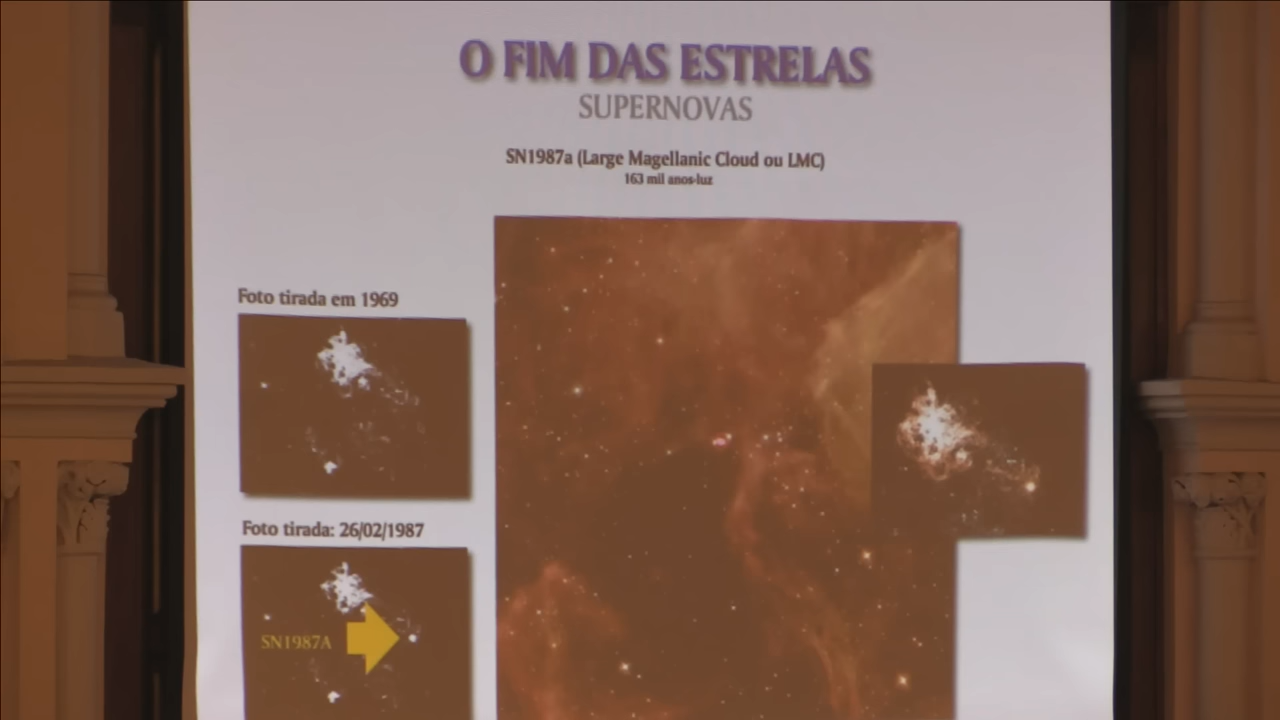 O FIM DAS ESTRELAS
SUPERNOVAS
SN1987a (Large Magellanic Cloud ou LMC)
163 mil anos-luz
Foto tirada em 1969
Foto tirada: 26/02/1987
SN1987A